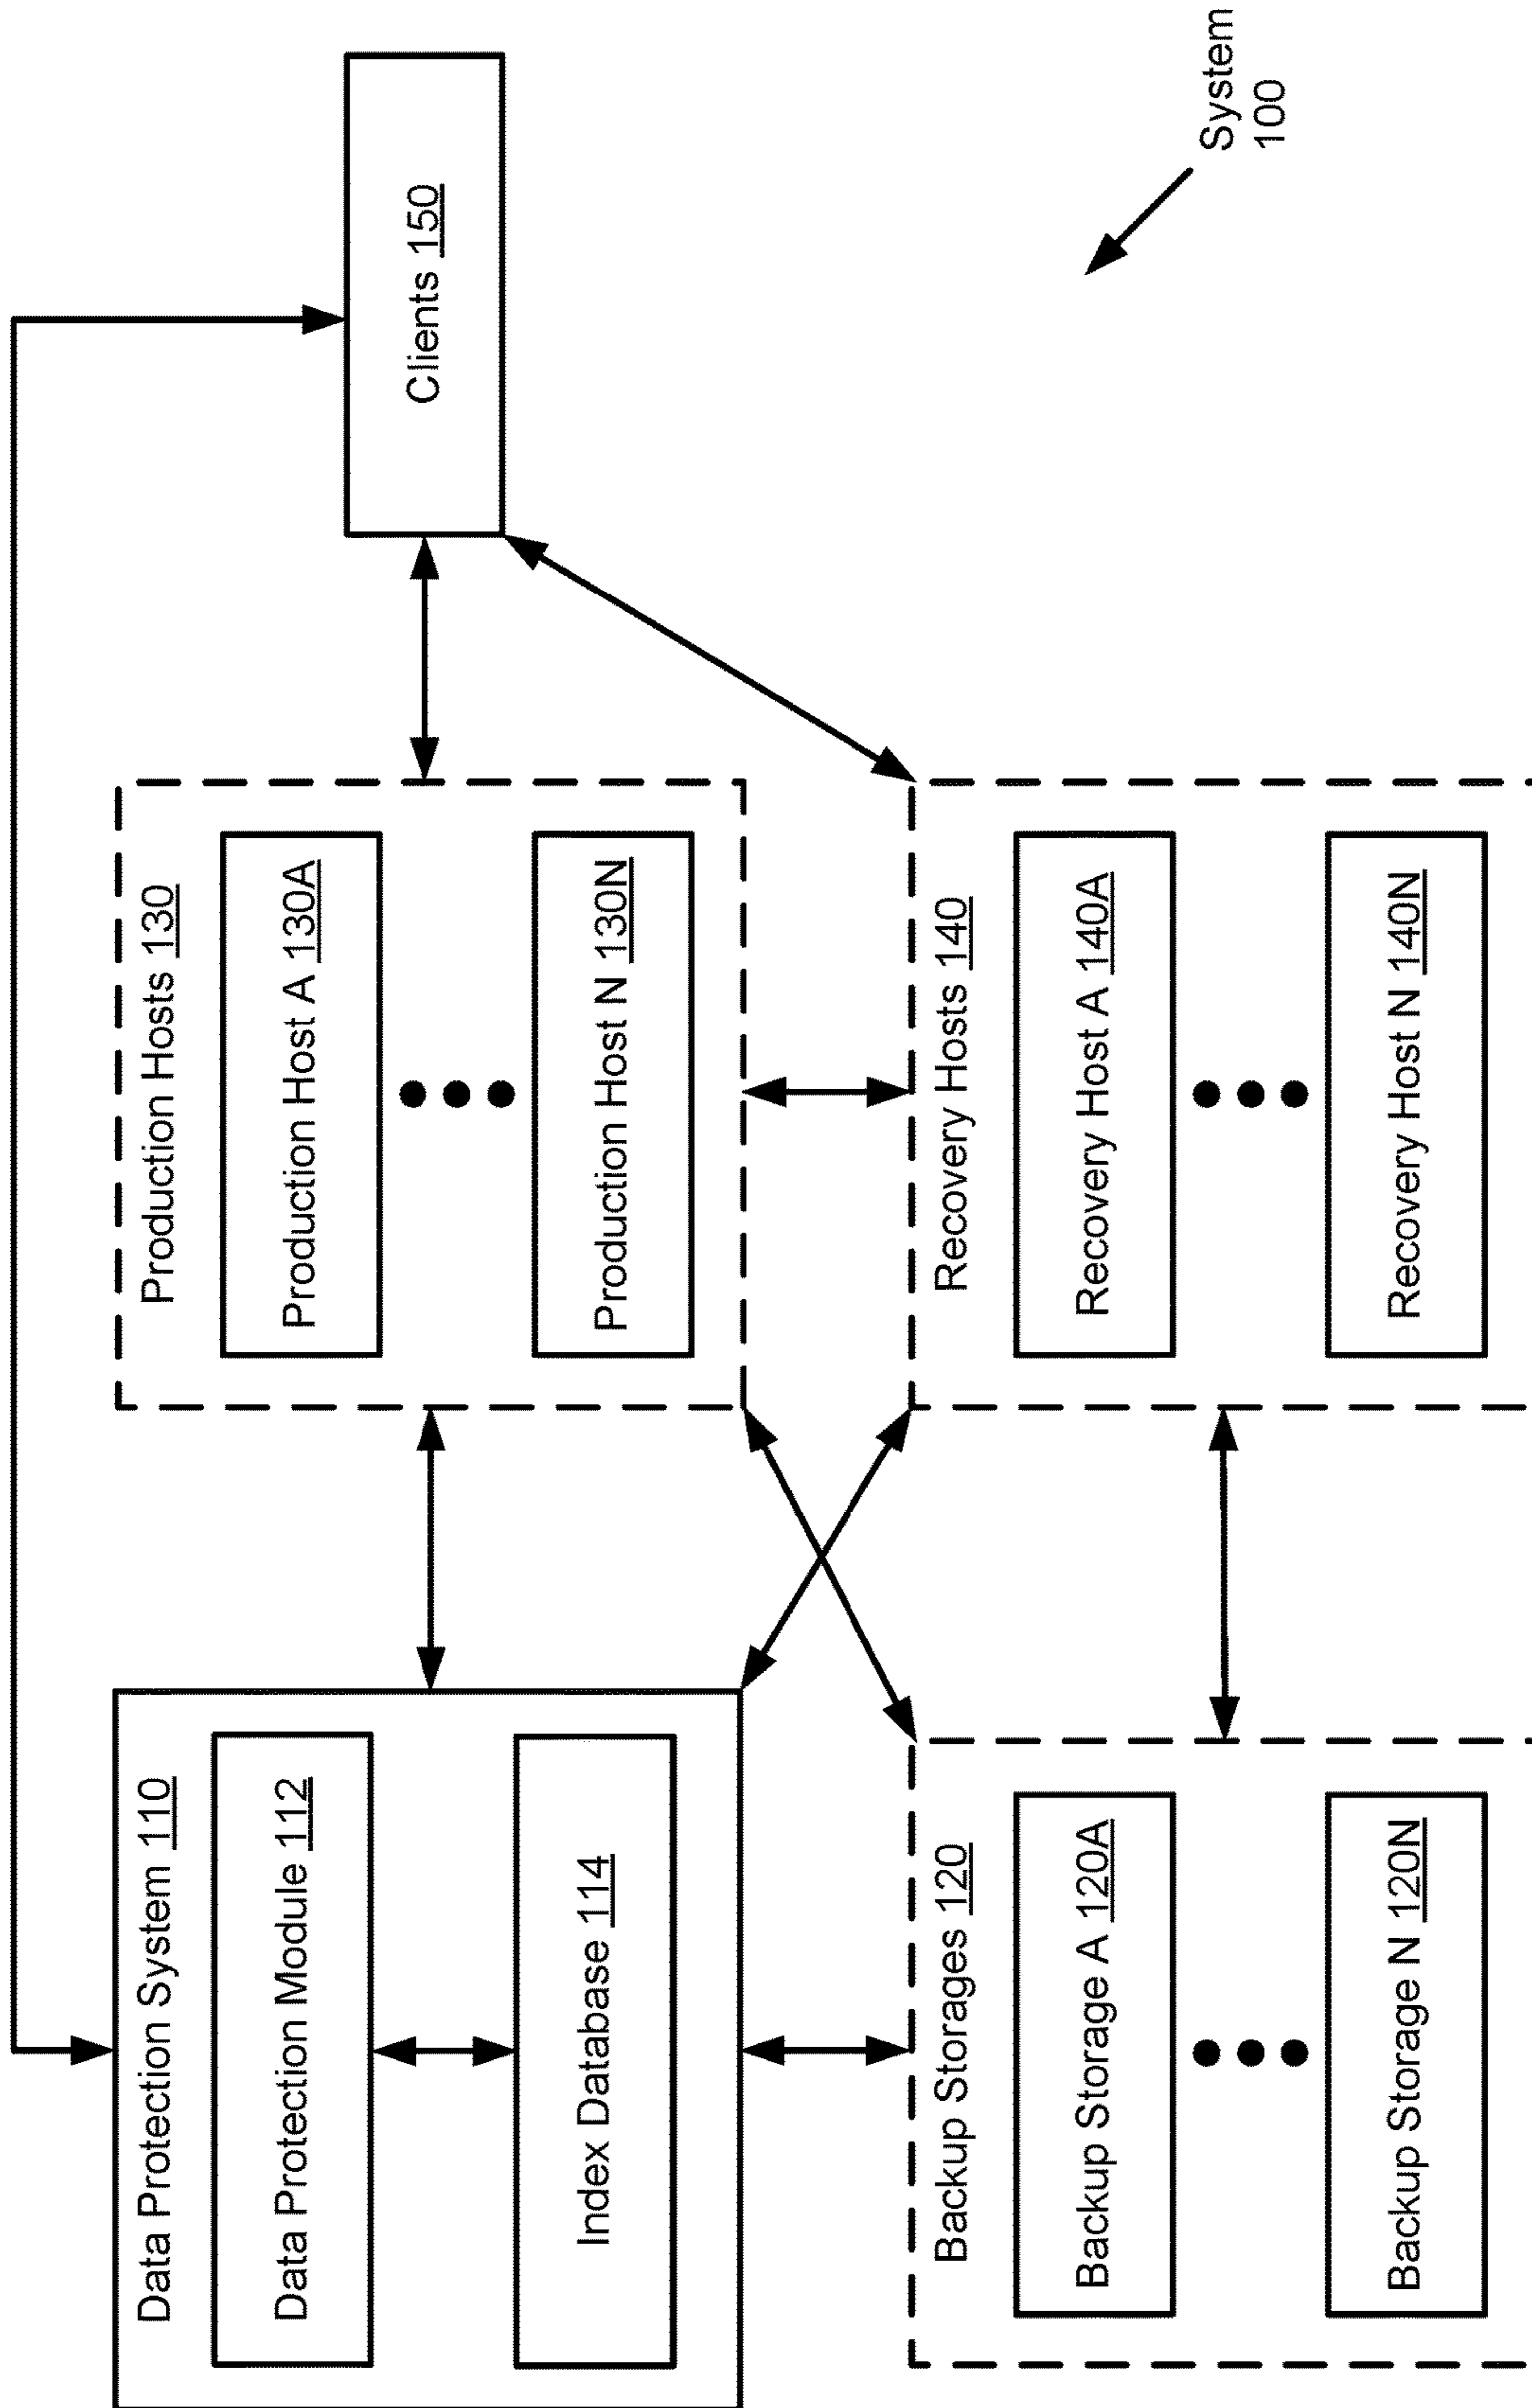 Data Protection System 110
Data Protection Module 112
Index Database 114
Production Hosts 130
Production Host A 130A
Production Host N 130N
Clients 150
Backup Storages 120
Backup Storage A 120A
Backup Storage N 120N
Recovery Hosts 140
Recovery Host A 140A
Recovery Host N 140N
System
100